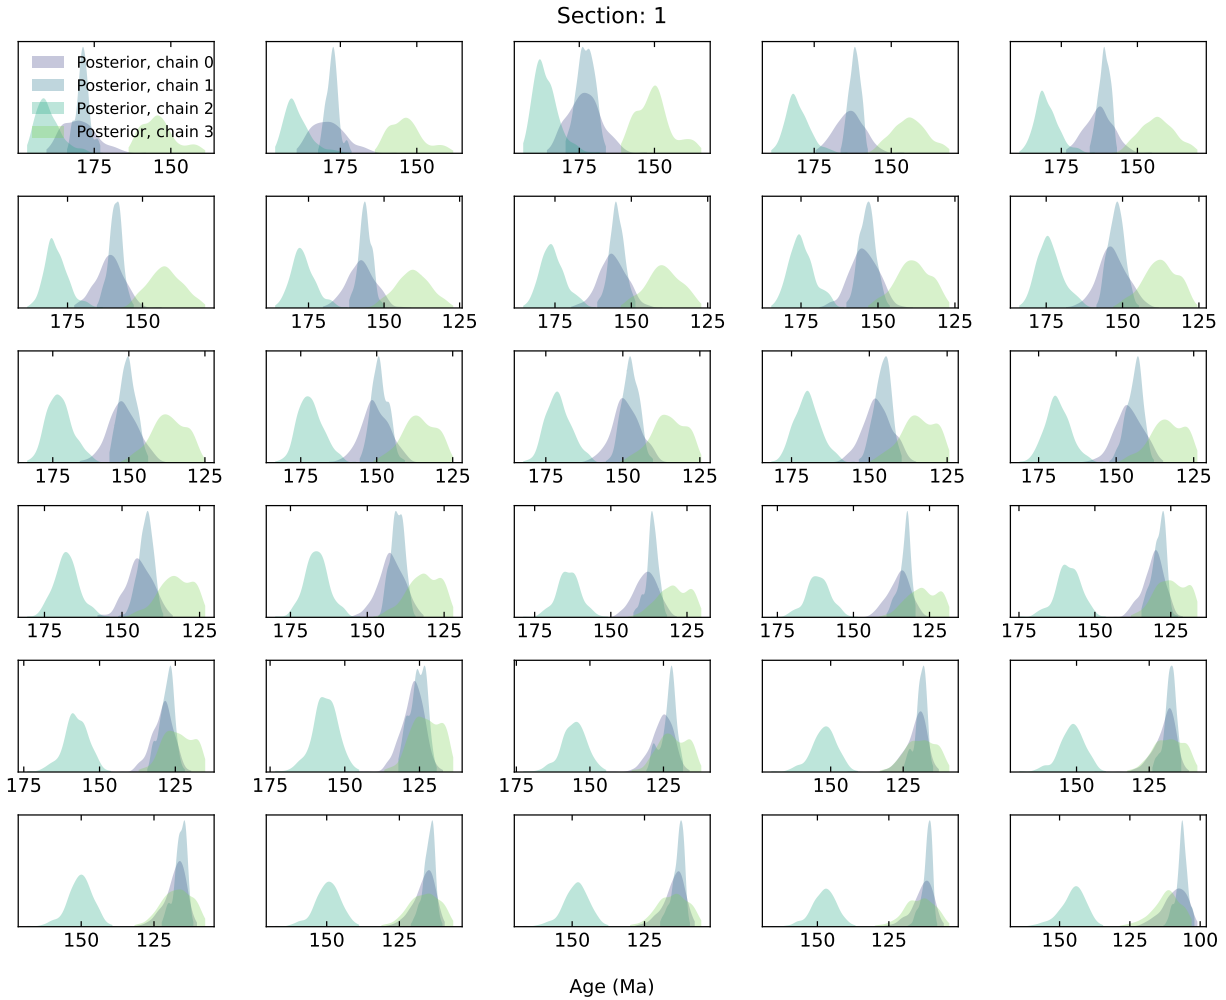 Section: 1
Posterior, chain 0
Posterior, chain 1
Posterior, chain 2
Posterior, chain 3
175 150 175 150 175 150 175 150 175 150
175 150 175 150 125 175 150 125 175 150 125 175 150 125
175 150 125 175 150 125 175 150 125 175 150 125 175 150 125
175 150 125 175 150 125 175 150 125 175 150 125 175 150 125
175 150 125 175 150 125 175 150 125 150 125 150 125
150 125 150 125 150 125 150 125 150 125 100
Age (Ma)